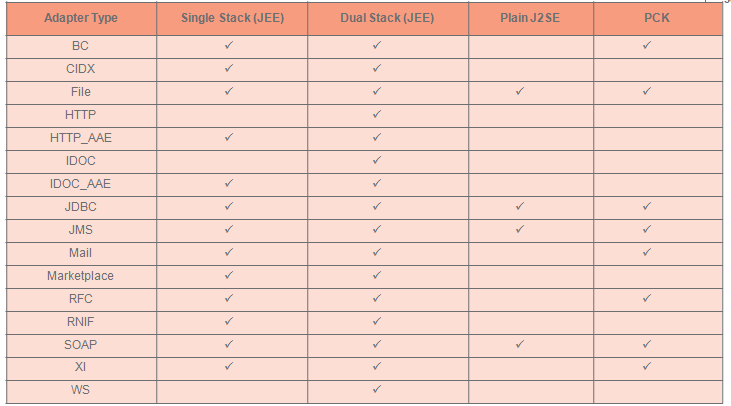 Adapter Type Single Stack (JEE) Dual Stack (JEE) Plain J2SE PCK
BC ✓ ✓ ✓
CIDX ✓ ✓
File ✓ ✓ ✓ ✓
HTTP ✓
HTTP_AAE ✓ ✓
IDOC ✓
IDOC_AAE ✓ ✓
JDBC ✓ ✓ ✓ ✓
JMS ✓ ✓ ✓ ✓
Mail ✓ ✓ ✓
Marketplace ✓ ✓
RFC ✓ ✓ ✓
RNIF ✓ ✓
SOAP ✓ ✓ ✓ ✓
XI ✓ ✓ ✓
WS ✓